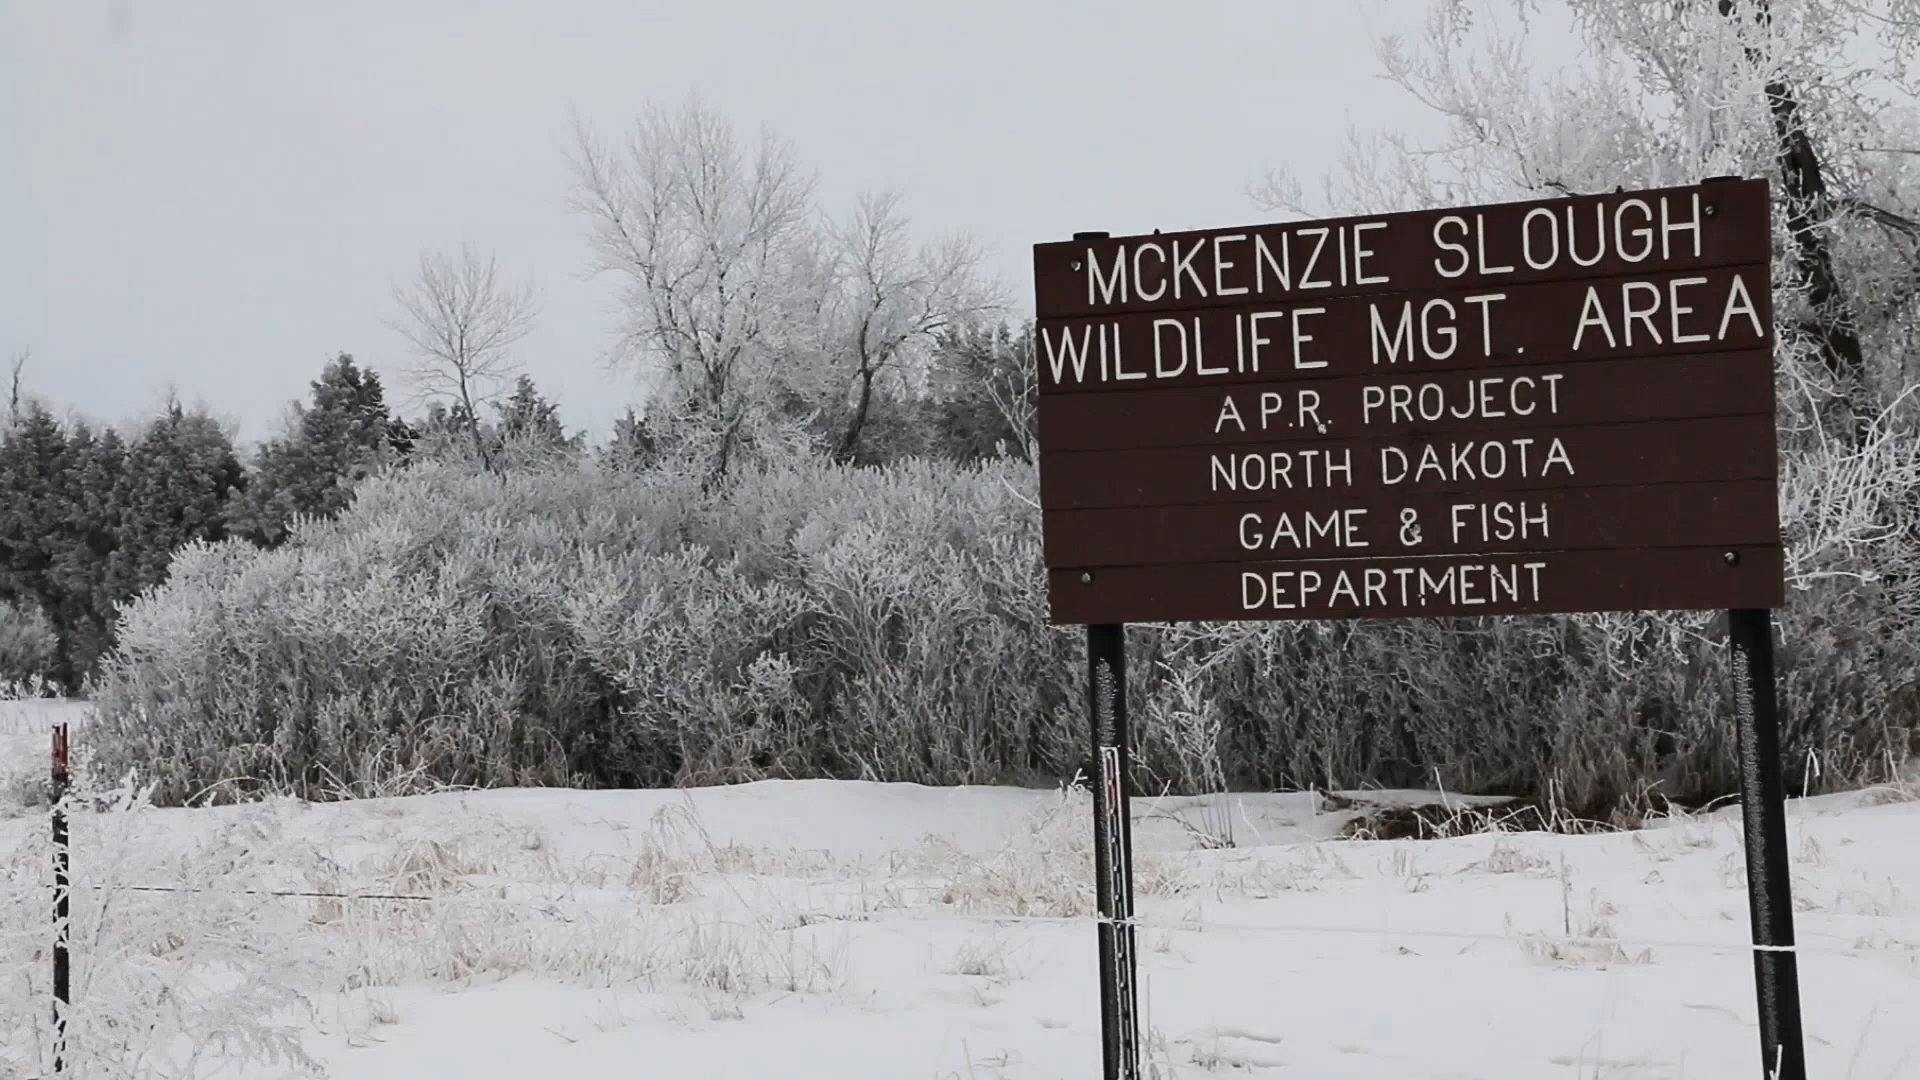 MCKENZIE SLOUGH
WILDLIFE MGT. AREA
A P.R. PROJECT
NORTH DAKOTA
GAME & FISH
DEPARTMENT